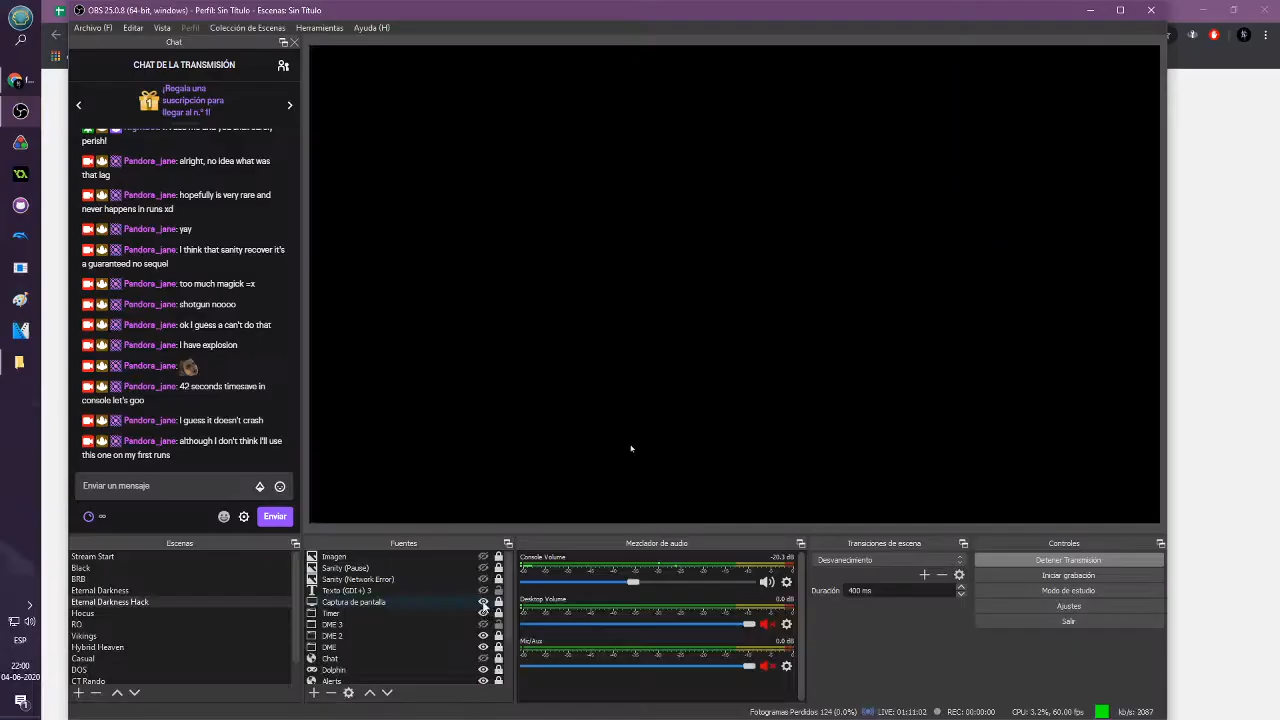 OBS 25.0.8 (64-bit, windows) - Perfil: Sin Título - Escenas: Sin Título
Archivo (F) Editar Vista Perfil Colección de Escenas Herramientas Ayuda (H)
Chat
CHAT DE LA TRANSMISIÓN
¡Regala una
suscripción para
llegar al n.º 1!
perish!
Pandora_jane: alright, no idea what was
that lag
Pandora_jane: hopefully is very rare and
never happens in runs xd
Pandora_jane: yay
Pandora_jane: I think that sanity recover it's
a guaranteed no sequel
Pandora_jane: too much magick =x
Pandora_jane: shotgun noooo
Pandora_jane: ok I guess a can't do that
Pandora_jane: I have explosion
Pandora_jane:
Pandora_jane: 42 seconds timesave in
console let's goo
Pandora_jane: I guess it doesn't crash
Pandora_jane: although I don't think I'll use
this one on my first runs
Enviar un mensaje
Enviar
Escenas
Stream Start
Black
BRB
Eternal Darkness
Eternal Darkness Hack
Hocus
RO
Vikings
Hybrid Heaven
Casual
DOS
CT Rando
Fuentes
Imagen
Sanity (Pause)
Sanity (Network Error)
Texto (GDI+) 3
Captura de pantalla
Timer
DME 3
DME 2
DME
Chat
Dolphin
Alerts
Mezclador de audio
Console Volume -20.3 dB
Desktop Volume 0.0 dB
Mic/Aux 0.0 dB
Transiciones de escena
Desvanecimiento
Duración 400 ms
Controles
Detener Transmisión
Iniciar grabación
Modo de estudio
Ajustes
Salir
Fotogramas Perdidos 124 (0.0%) LIVE: 01:11:02 REC: 00:00:00 CPU: 3.2%, 60.00 fps kb/s: 2087
ESP
22:00
04-06-2020